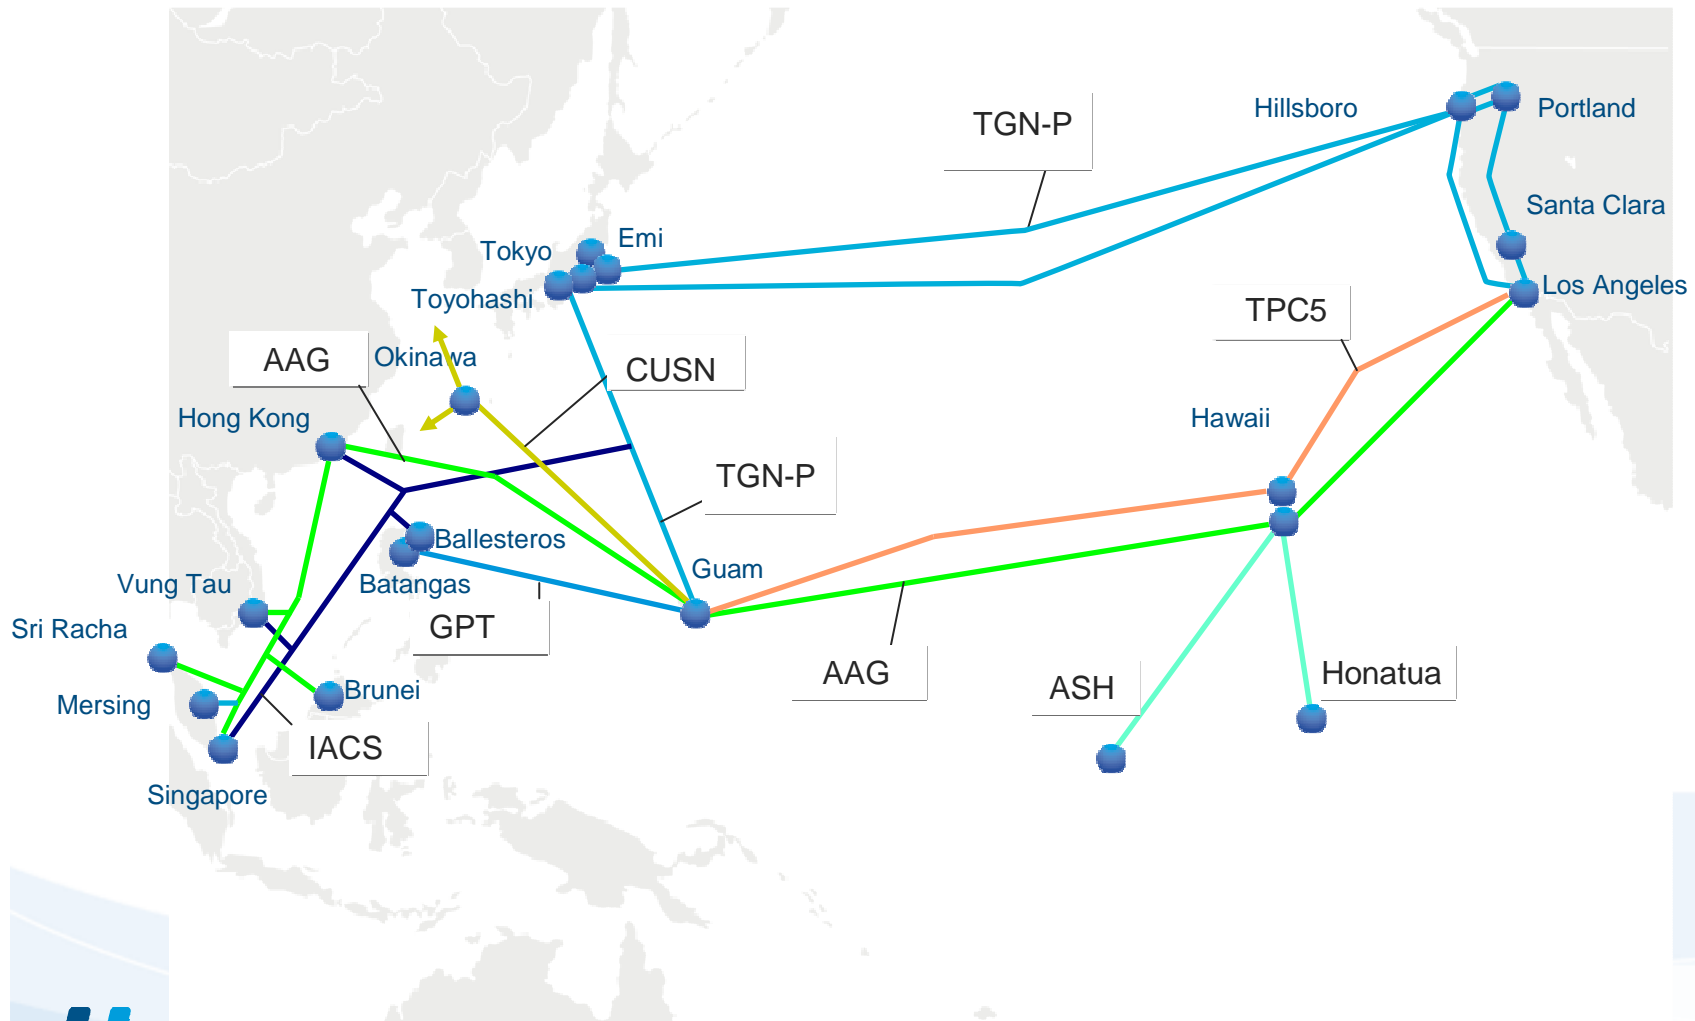 TGN-P
Hillsboro
Portland
Santa Clara
Emi
Tokyo
Toyohashi
Los Angeles
TPC5
AAG
Okinawa
CUSN
Hong Kong
Hawaii
TGN-P
Ballesteros
Guam
Vung Tau
Batangas
Sri Racha
GPT
AAG
ASH
Honatua
Mersing
Brunei
IACS
Singapore